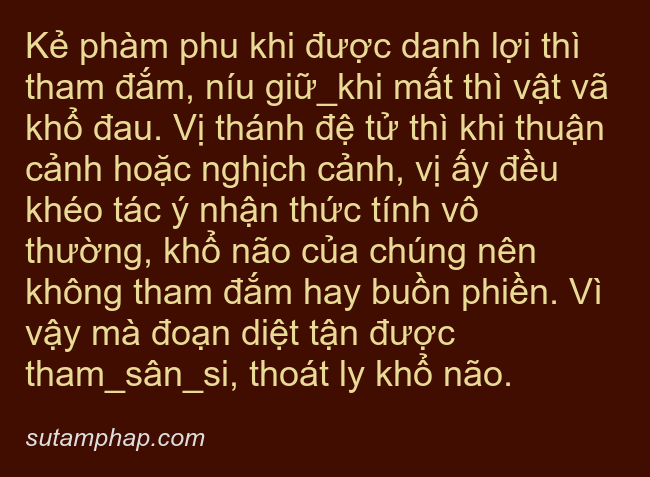 Kẻ phàm phu khi được danh lợi thì
tham đắm, níu giữ_khi mất thì vật vã
khổ đau. Vị thánh đệ tử thì khi thuận
cảnh hoặc nghịch cảnh, vị ấy đều
khéo tác ý nhận thức tính vô
thường, khổ não của chúng nên
không tham đắm hay buồn phiền. Vì
vậy mà đoạn diệt tận được
tham_sân_si, thoát ly khổ não.
sutamphap.com